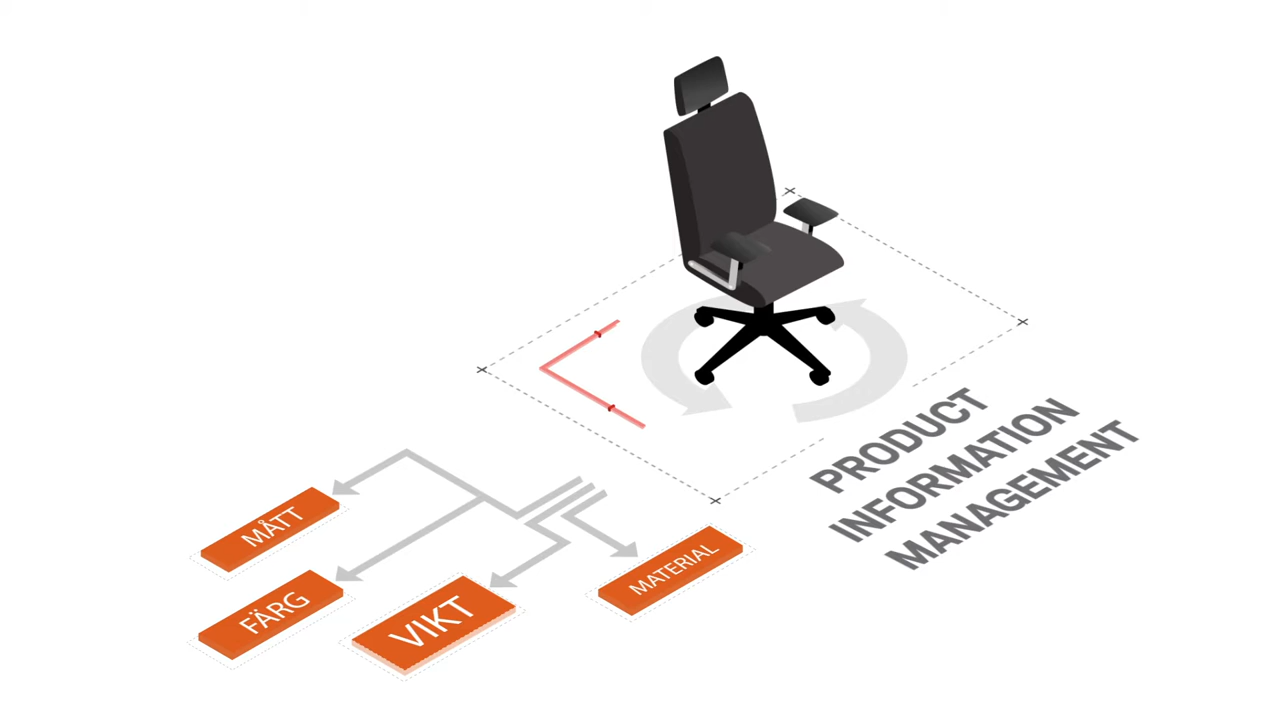 PRODUCT
INFORMATION
MANAGEMENT
MÅTT
FÄRG
VIKT
MATERIAL